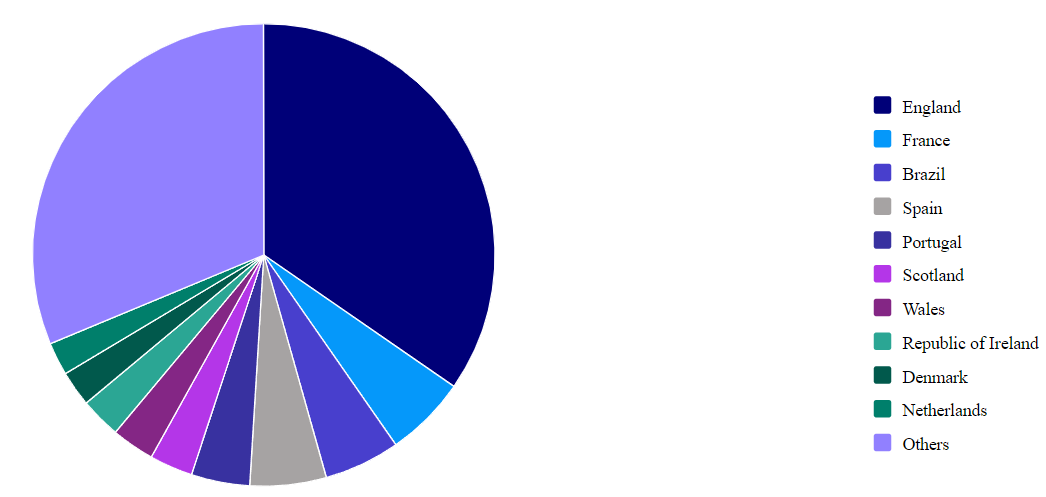 England
France
Brazil
Spain
Portugal
Scotland
Wales
Republic of Ireland
Denmark
Netherlands
Others